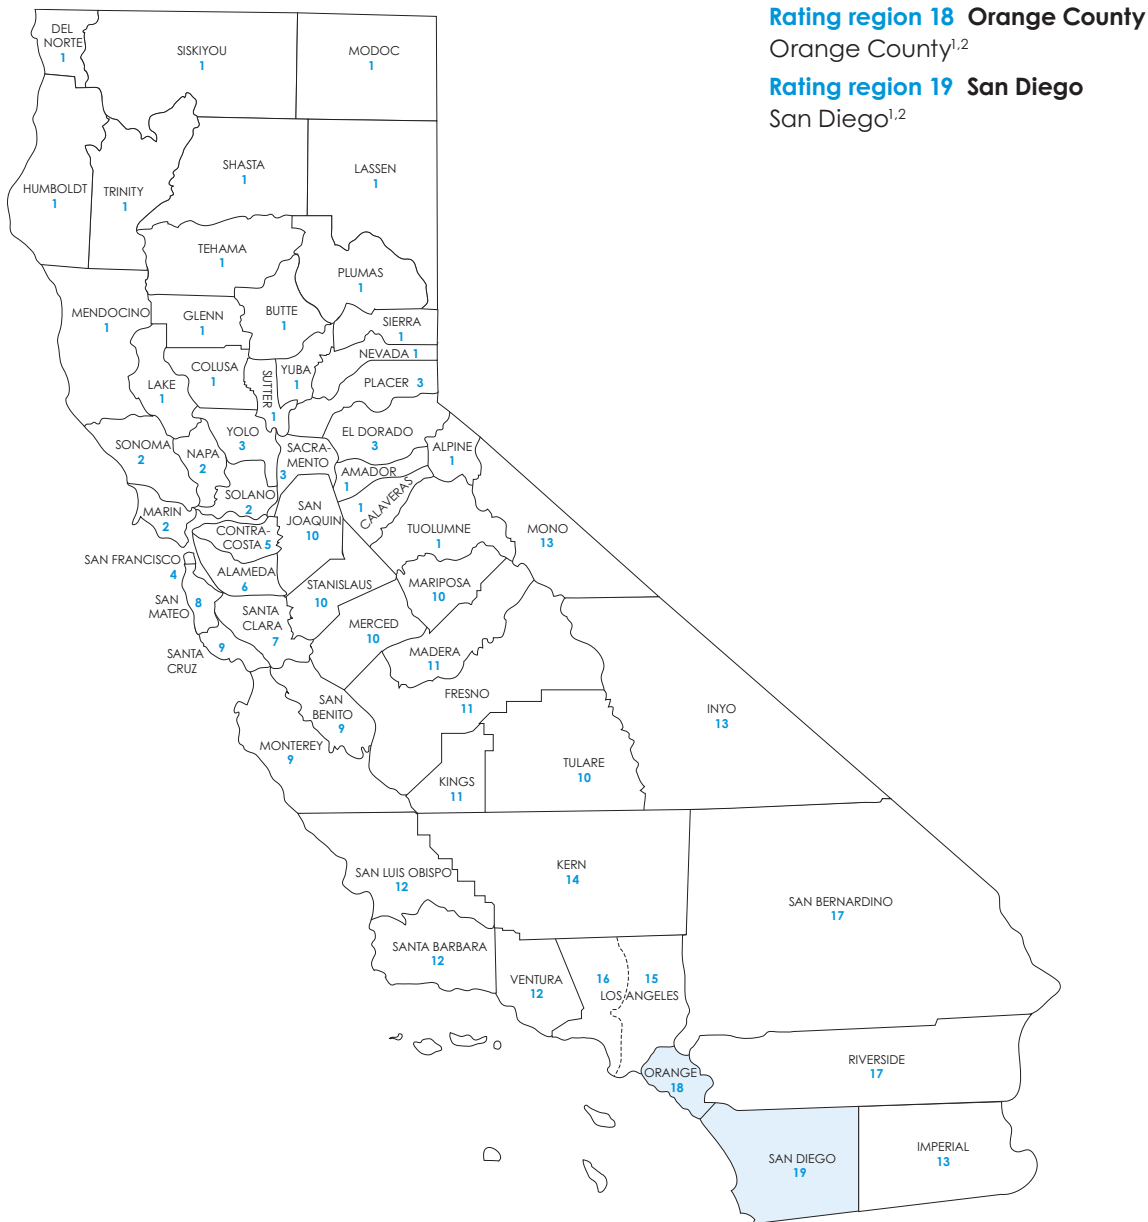 Rating region 18 Orange County
Orange County1,2
Rating region 19 San Diego
San Diego1,2
DEL
NORTE
1
SISKIYOU
1
MODOC
1
HUMBOLDT
1
TRINITY
1
SHASTA
1
LASSEN
1
TEHAMA
1
PLUMAS
1
MENDOCINO
1
GLENN
1
BUTTE
1
SIERRA
1
NEVADA 1
PLACER 3
LAKE
1
COLUSA
1
SUTTER
1
YUBA
1
SONOMA
2
NAPA
2
YOLO
3
SACRA-
MENTO
3
EL DORADO
3
ALPINE
1
AMADOR
1
CALAVERAS
1
MARIN
2
SOLANO
2
SAN
JOAQUIN
10
TUOLUMNE
1
MONO
13
CONTRA-
COSTA 5
SAN FRANCISCO
4
ALAMEDA
6
STANISLAUS
10
MARIPOSA
10
SAN
MATEO
8
SANTA
CLARA
7
MERCED
10
SANTA
CRUZ
9
MADERA
11
SAN
BENITO
9
FRESNO
11
INYO
13
MONTEREY
9
KINGS
11
TULARE
10
SAN LUIS OBISPO
12
KERN
14
SAN BERNARDINO
17
SANTA BARBARA
12
VENTURA
12
16
15
LOS ANGELES
ORANGE
18
RIVERSIDE
17
SAN DIEGO
19
IMPERIAL
13